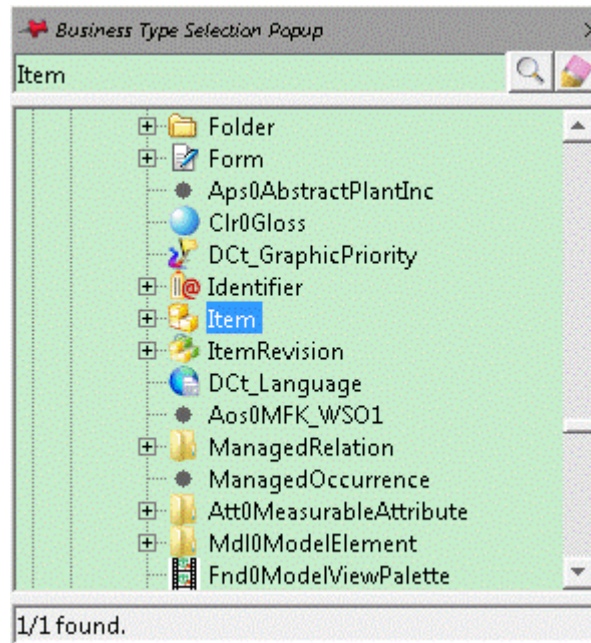 Business Type Selection Popup
Item
Folder
Form
Aps0AbstractPlantInc
Clr0Gloss
DCt_GraphicPriority
Identifier
Item
ItemRevision
DCt_Language
Aos0MFK_WSO1
ManagedRelation
ManagedOccurrence
Att0MeasurableAttribute
Mdl0ModelElement
Fnd0ModelViewPalette
1/1 found.